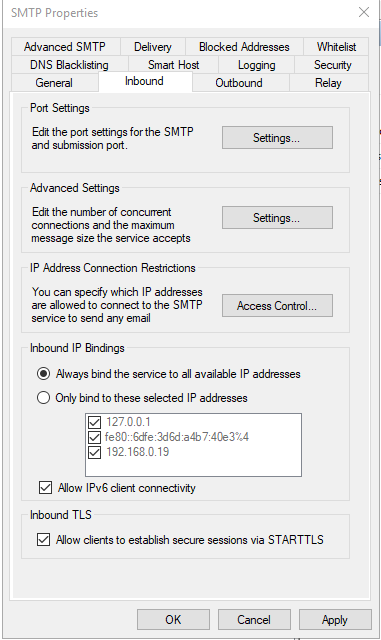 SMTP Properties
Advanced SMTP Delivery Blocked Addresses Whitelist
DNS Blacklisting Smart Host Logging Security
General Inbound Outbound Relay
Port Settings
Edit the port settings for the SMTP
and submission port.
Settings...
Advanced Settings
Edit the number of concurrent
connections and the maximum
message size the service accepts
Settings...
IP Address Connection Restrictions
You can specify which IP addresses
are allowed to connect to the SMTP
service to send any email
Access Control...
Inbound IP Bindings
Always bind the service to all available IP addresses
Only bind to these selected IP addresses
127.0.0.1
fe80::6dfe:3d6d:a4b7:40e3%4
192.168.0.19
Allow IPv6 client connectivity
Inbound TLS
Allow clients to establish secure sessions via STARTTLS
OK Cancel Apply